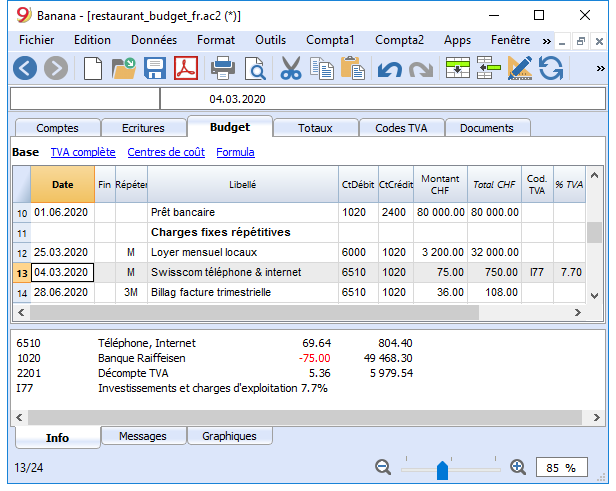 Banana - [restaurant_budget_fr.ac2 (*)]
Fichier Edition Données Format Outils Compta1 Compta2 Apps Fenêtre »
»
04.03.2020
Comptes Ecritures Budget Totaux Codes TVA Documents
Base TVA complète Centres de coût Formula
Date Fin Répéter Libellé CtDébit CtCrédit Montant CHF Total CHF Cod. TVA % TVA
10 01.06.2020 Prêt bancaire 1020 2400 80 000.00 80 000.00
11 Charges fixes répétitives
12 25.03.2020 M Loyer mensuel locaux 6000 1020 3 200.00 32 000.00
13 04.03.2020 M Swisscom téléphone & internet 6510 1020 75.00 750.00 I77 7.70
14 28.06.2020 3M Billag facture trimestrielle 6510 1020 36.00 108.00
6510 Téléphone, Internet 69.64 804.40
1020 Banque Raiffeisen -75.00 49 468.30
2201 Décompte TVA 5.36 5 979.54
I77 Investissements et charges d'exploitation 7.7%
Info Messages Graphiques
13/24 85 %